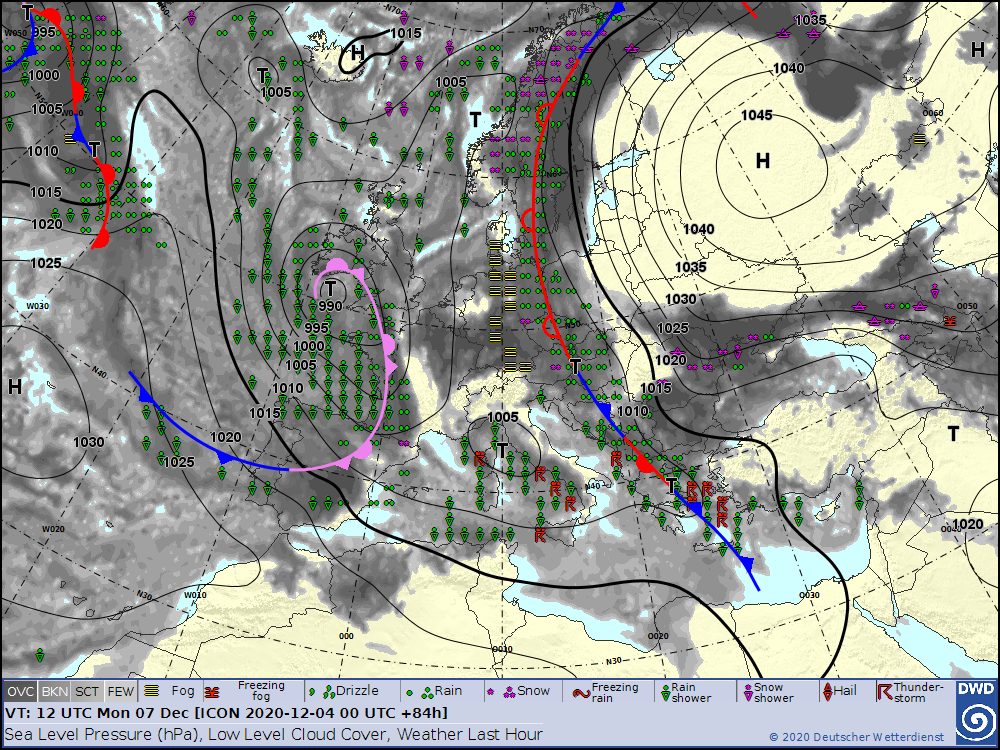 T
995
W050
1000
1005
W040
T
1010
1015
1020
1025
W030
N70
1015
H
T
1005
1005
T
N70
1035
H
1040
1045
O060
H
1040
1035
1030
O050
1025
1020
1015
1010
T
990
995
1000
1005
1010
1015
1020
1025
H
N40
1030
N50
T
1005
T
N40
T
T
1020
O040
W020
W010
N30
000
O010
O020
N30
O030
OVC BKN SCT FEW Fog Freezing fog Drizzle Rain Snow Freezing rain Rain shower Snow shower Hail Thunder-storm
DWD
VT: 12 UTC Mon 07 Dec [ICON 2020-12-04 00 UTC +84h]
Sea Level Pressure (hPa), Low Level Cloud Cover, Weather Last Hour
© 2020 Deutscher Wetterdienst